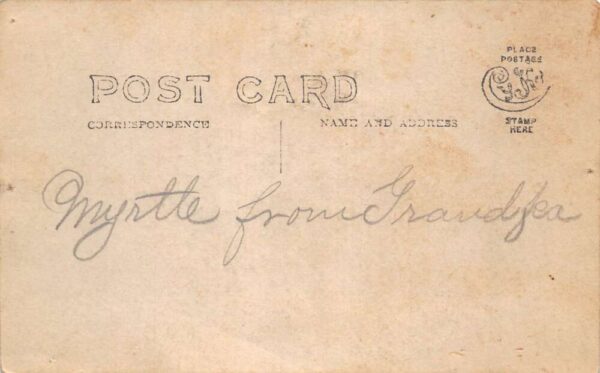 PLACE
POSTAGE
STAMP
HERE
POST CARD
CORRESPONDENCE
NAME AND ADDRESS
Myrtle from Grandpa